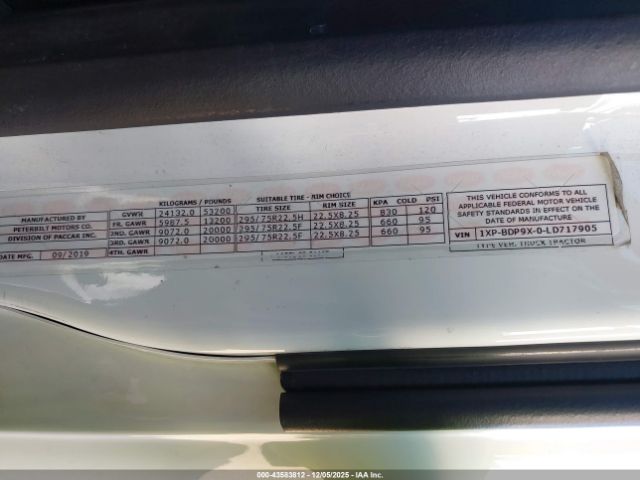 KILOGRAMS / POUNDS SUITABLE TIRE - RIM CHOICE
TIRE SIZE RIM SIZE KPA COLD PSI
MANUFACTURED BY GVWR 24132.0 53200
PETERBILT MOTORS CO. FR. GAWR 5987.5 13200 295/75R22.5H 22.5X8.25 830 120
DIVISION OF PACCAR INC. 2ND. GAWR 9072.0 20000 295/75R22.5F 22.5X8.25 660 95
3RD. GAWR 9072.0 20000 295/75R22.5F 22.5X8.25 660 95
DATE MFG. 09/2019 4TH. GAWR
THIS VEHICLE CONFORMS TO ALL
APPLICABLE FEDERAL MOTOR VEHICLE
SAFETY STANDARDS IN EFFECT ON THE
DATE OF MANUFACTURE
VIN 1XP-BDP9X-0-LD717905
TYPE VEH. TRUCK TRACTOR
000-43583812 - 12/05/2025 - IAA Inc.